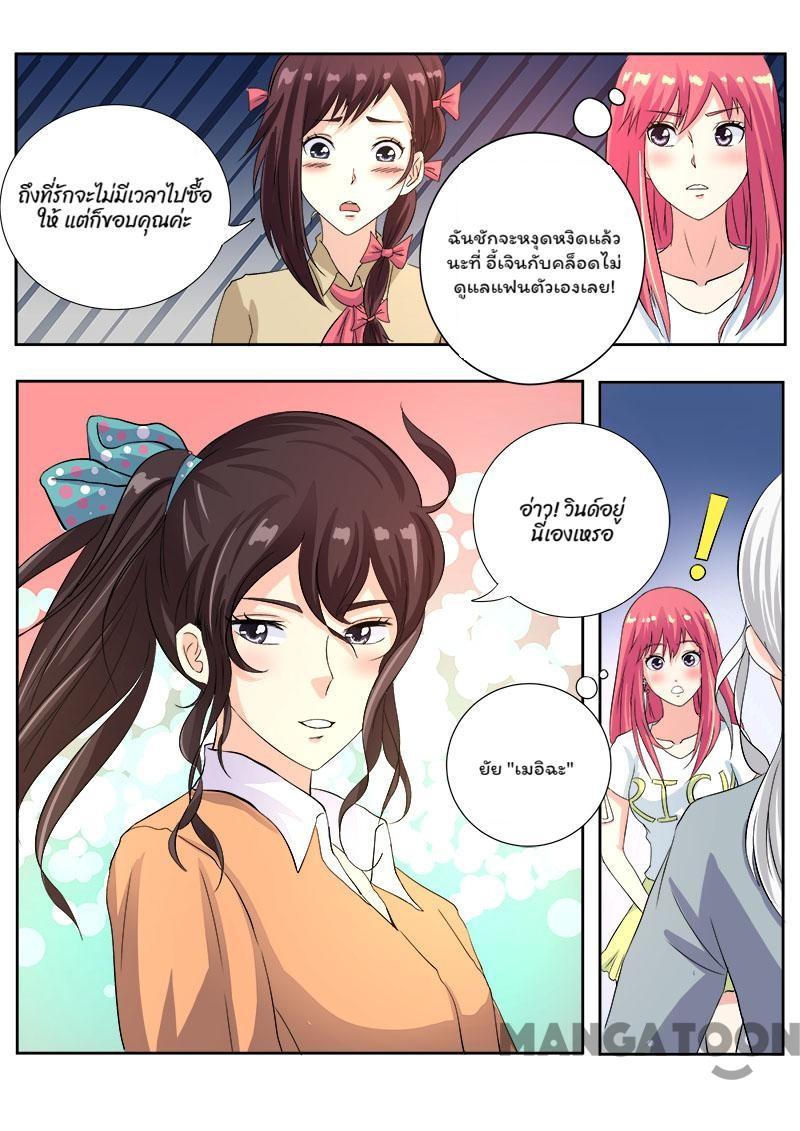 ถึงที่รักจะไม่มีเวลาไปซื้อ
ให้ แต่ก็ขอบคุณค่ะ
ฉันชักจะหงุดหงิดแล้ว
นะที่ อี้เจินกับคล็อดไม่
ดูแลแฟนตัวเองเลย!
อ่าว! วินด์อยู่
นี่เองเหรอ
!
ยัย "เมอิฉะ"
RICH
MANGATOON